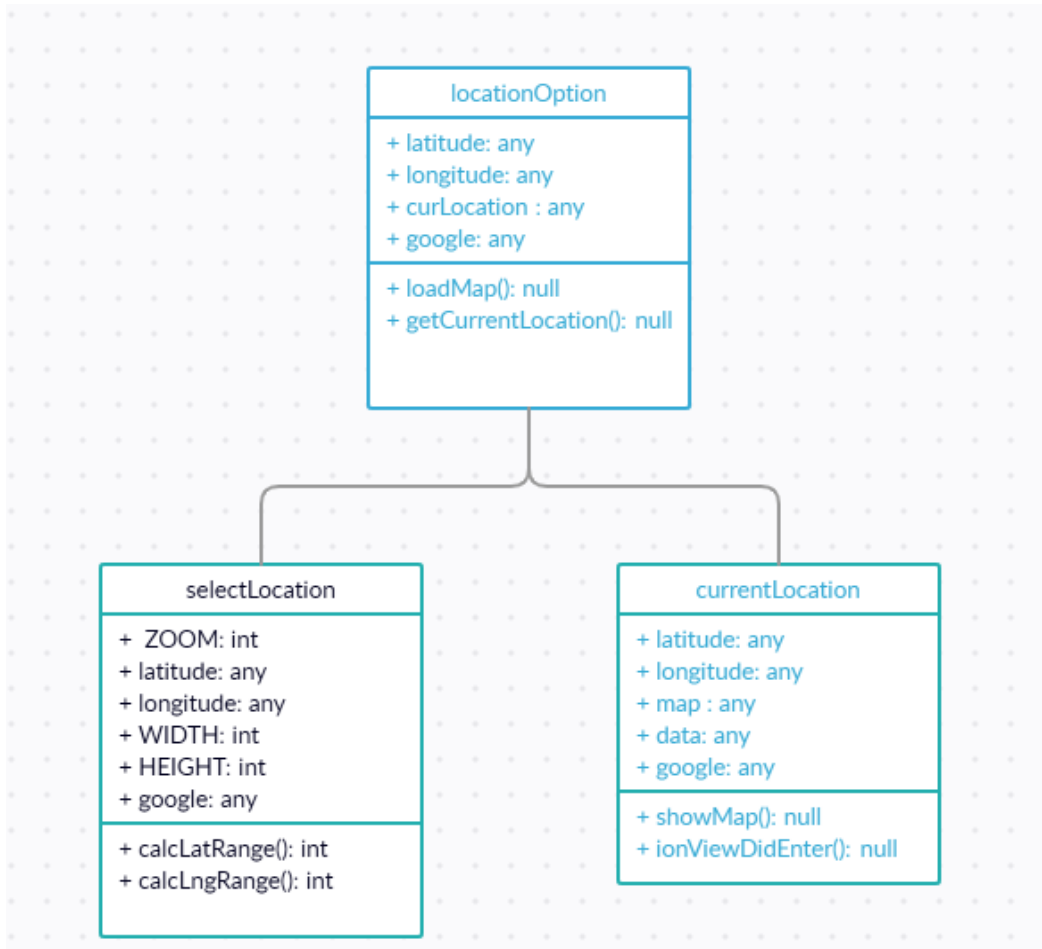 locationOption
+ latitude: any
+ longitude: any
+ curLocation : any
+ google: any
+ loadMap(): null
+ getCurrentLocation(): null
selectLocation
+ ZOOM: int
+ latitude: any
+ longitude: any
+ WIDTH: int
+ HEIGHT: int
+ google: any
+ calcLatRange(): int
+ calcLngRange(): int
currentLocation
+ latitude: any
+ longitude: any
+ map : any
+ data: any
+ google: any
+ showMap(): null
+ ionViewDidEnter(): null